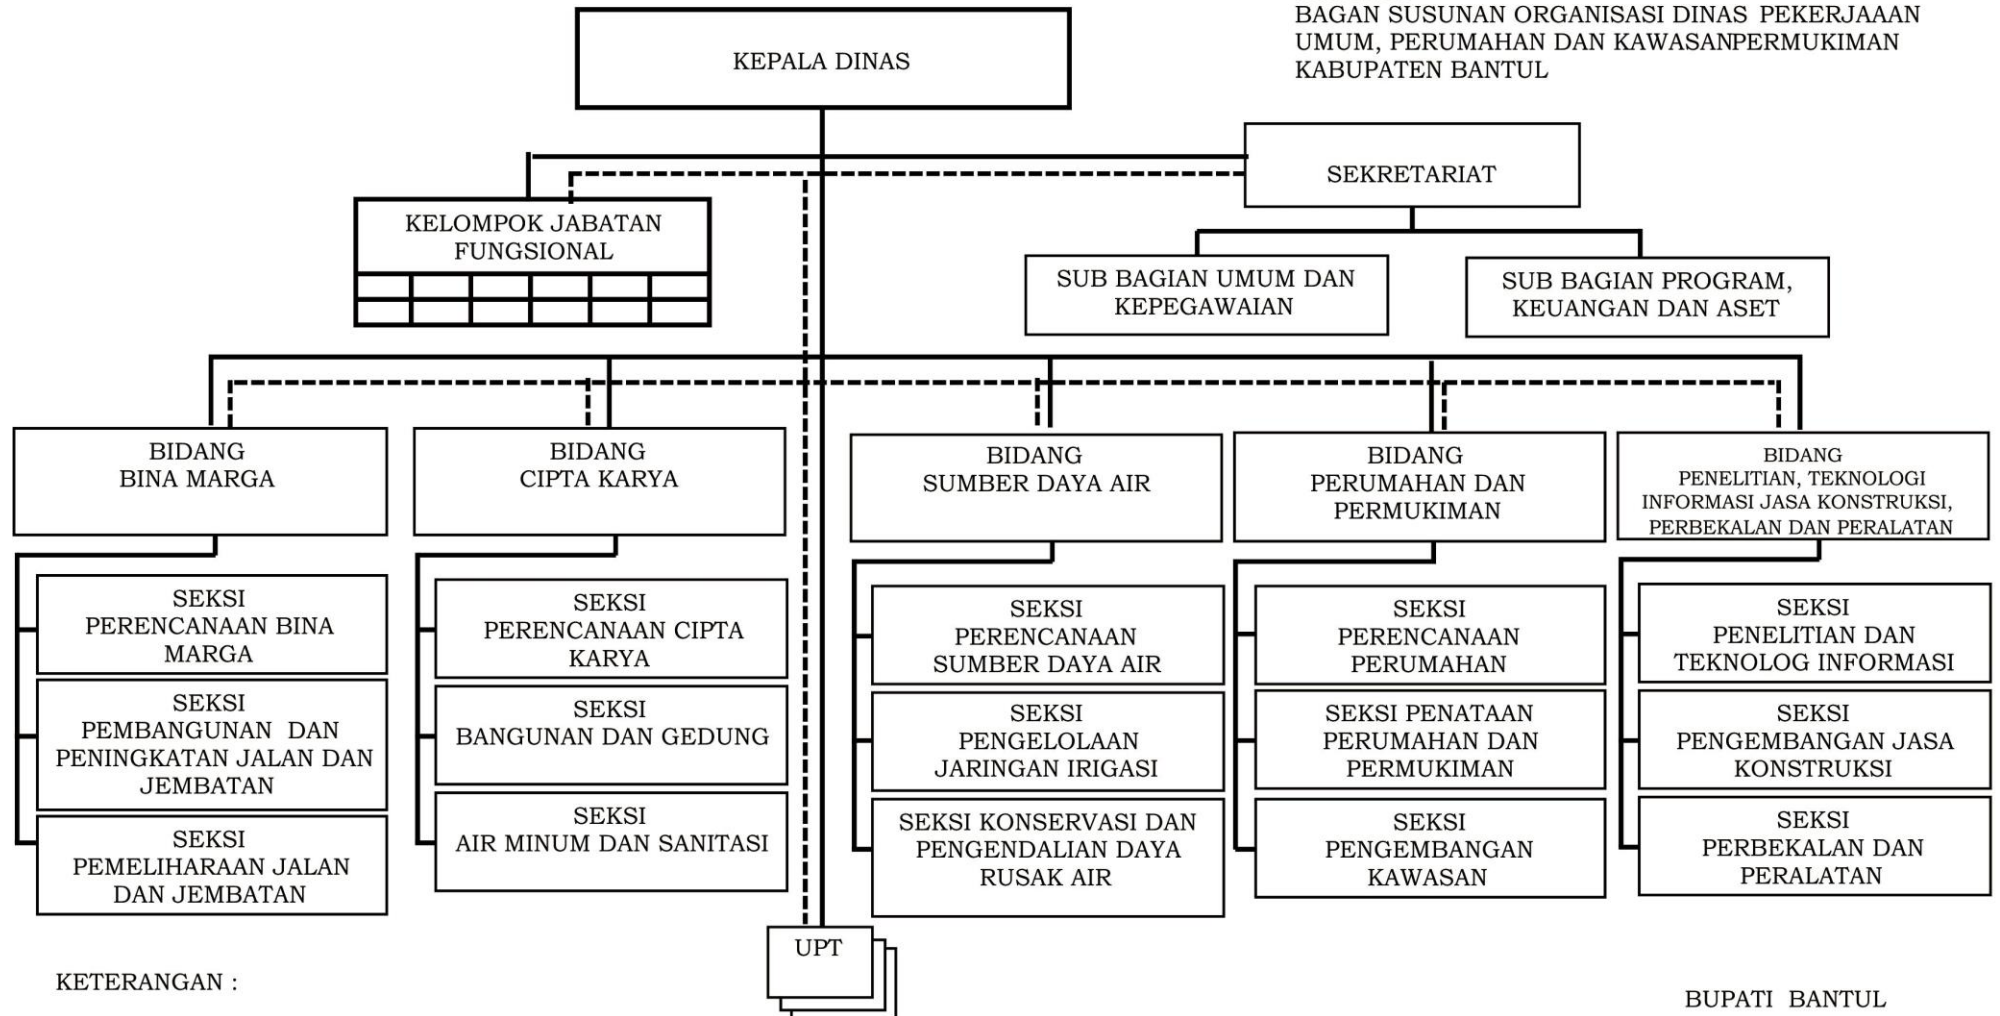 BAGAN SUSUNAN ORGANISASI DINAS PEKERJAAAN
UMUM, PERUMAHAN DAN KAWASANPERMUKIMAN
KABUPATEN BANTUL
KEPALA DINAS
SEKRETARIAT
KELOMPOK JABATAN
FUNGSIONAL
SUB BAGIAN UMUM DAN
KEPEGAWAIAN
SUB BAGIAN PROGRAM,
KEUANGAN DAN ASET
BIDANG
BINA MARGA
SEKSI
PERENCANAAN BINA
MARGA
SEKSI
PEMBANGUNAN DAN
PENINGKATAN JALAN DAN
JEMBATAN
SEKSI
PEMELIHARAAN JALAN
DAN JEMBATAN
BIDANG
CIPTA KARYA
SEKSI
PERENCANAAN CIPTA
KARYA
SEKSI
BANGUNAN DAN GEDUNG
SEKSI
AIR MINUM DAN SANITASI
BIDANG
SUMBER DAYA AIR
SEKSI
PERENCANAAN
SUMBER DAYA AIR
SEKSI
PENGELOLAAN
JARINGAN IRIGASI
SEKSI KONSERVASI DAN
PENGENDALIAN DAYA
RUSAK AIR
BIDANG
PERUMAHAN DAN
PERMUKIMAN
SEKSI
PERENCANAAN
PERUMAHAN
SEKSI PENATAAN
PERUMAHAN DAN
PERMUKIMAN
SEKSI
PENGEMBANGAN
KAWASAN
BIDANG
PENELITIAN, TEKNOLOGI
INFORMASI JASA KONSTRUKSI,
PERBEKALAN DAN PERALATAN
SEKSI
PENELITIAN DAN
TEKNOLOG INFORMASI
SEKSI
PENGEMBANGAN JASA
KONSTRUKSI
SEKSI
PERBEKALAN DAN
PERALATAN
UPT
KETERANGAN :
BUPATI BANTUL